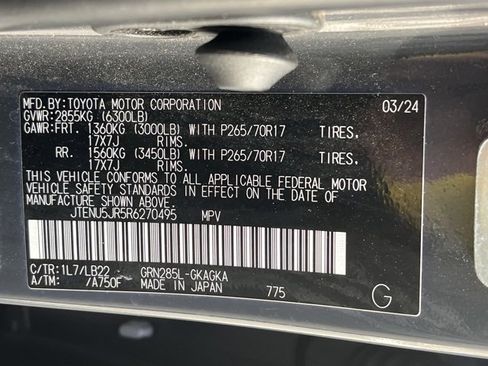 MFD.BY:TOYOTA MOTOR CORPORATION 03/24
GVWR:2855KG (6300LB)
GAWR:FRT. 1360KG (3000LB) WITH P265/70R17 TIRES,
17X7J RIMS.
RR. 1560KG (3450LB) WITH P265/70R17 TIRES,
17X7J RIMS.
THIS VEHICLE CONFORMS TO ALL APPLICABLE FEDERAL MOTOR
VEHICLE SAFETY STANDARDS IN EFFECT ON THE DATE OF
MANUFACTURE SHOWN ABOVE.
JTENU5JR5R6270495 MPV
C/TR:1L7/LB22 GRN285L-GKAGKA
A/TM: /A750F MADE IN JAPAN 775 G